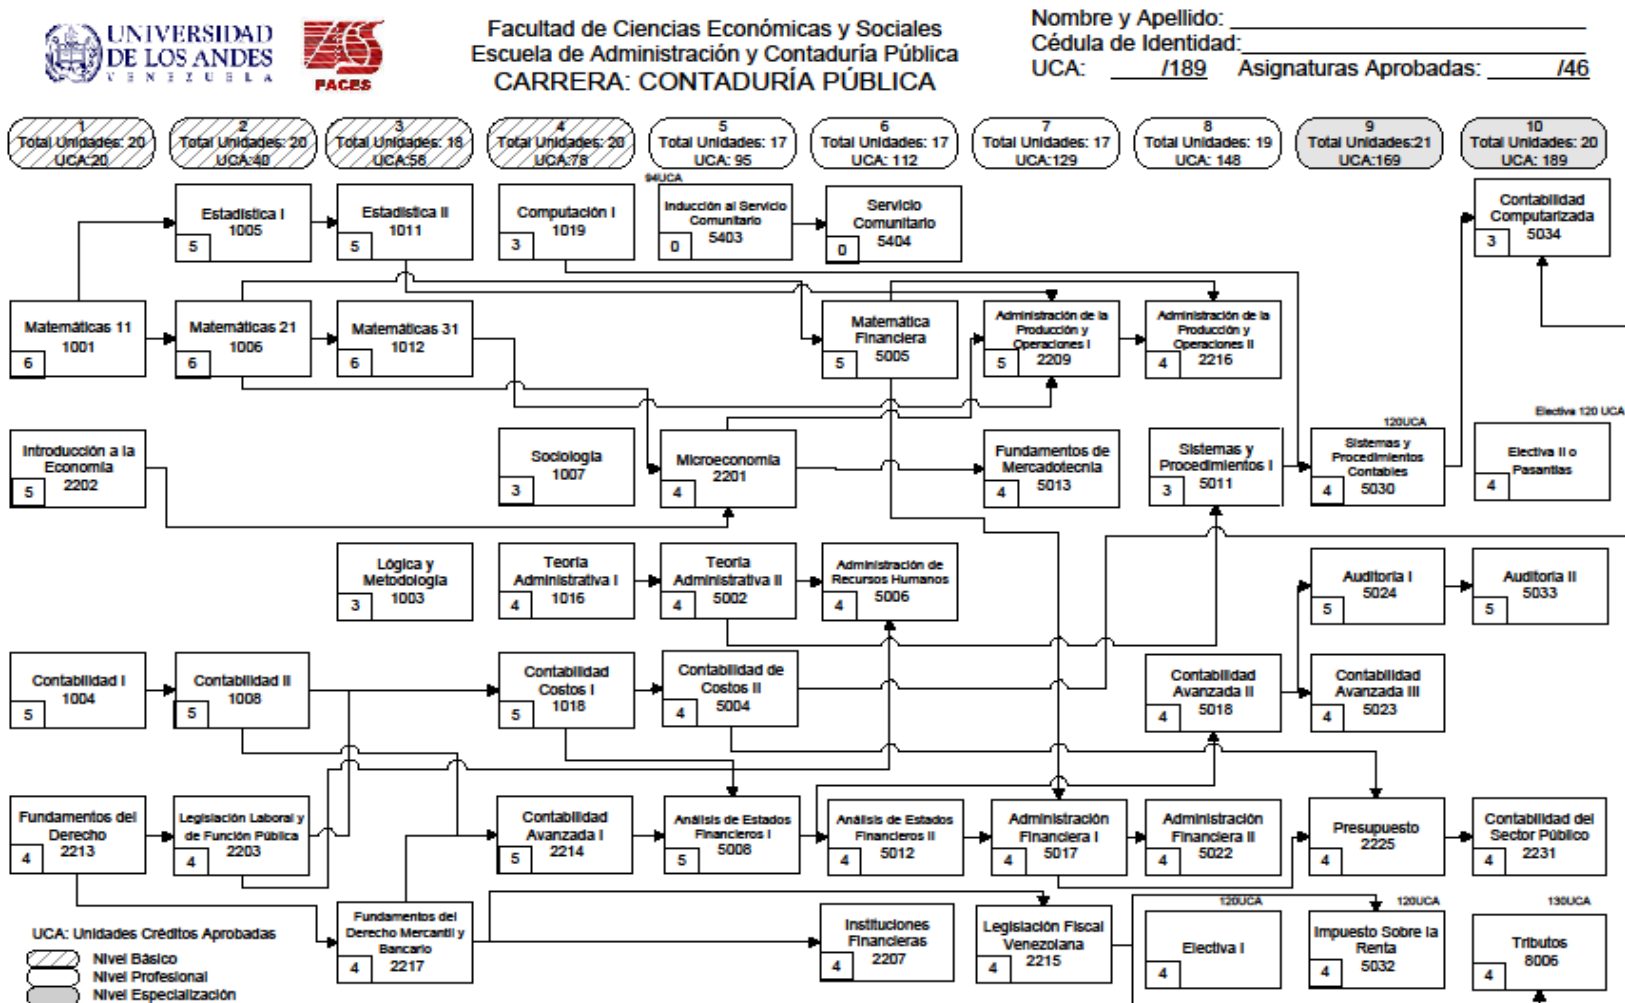 UNIVERSIDAD
DE LOS ANDES
VENEZUELA
FACES
Facultad de Ciencias Económicas y Sociales
Escuela de Administración y Contaduría Pública
CARRERA: CONTADURÍA PÚBLICA
Nombre y Apellido:
Cédula de Identidad:
UCA: /189 Asignaturas Aprobadas: /46
1
Total Unidades: 20
UCA:20
2
Total Unidades: 20
UCA:40
3
Total Unidades: 18
UCA:58
4
Total Unidades: 20
UCA:78
5
Total Unidades: 17
UCA: 95
6
Total Unidades: 17
UCA: 112
7
Total Unidades: 17
UCA:129
8
Total Unidades: 19
UCA: 148
9
Total Unidades:21
UCA:169
10
Total Unidades: 20
UCA: 189
Estadística I
1005
5
Estadística II
1011
5
Computación I
1019
3
94UCA
Inducción al Servicio
Comunitario
5403
0
Servicio
Comunitario
5404
0
Contabilidad
Computarizada
5034
3
Matemáticas 11
1001
6
Matemáticas 21
1006
6
Matemáticas 31
1012
6
Matemática
Financiera
5005
5
Administración de la
Producción y
Operaciones I
2209
5
Administración de la
Producción y
Operaciones II
2216
4
Introducción a la
Economía
2202
5
Sociología
1007
3
Microeconomía
2201
4
Fundamentos de
Mercadotecnia
5013
4
Sistemas y
Procedimientos I
5011
3
120UCA
Sistemas y
Procedimientos
Contables
5030
4
Electiva 120 UCA
Electiva II o
Pasantías
4
Lógica y
Metodología
1003
3
Teoría
Administrativa I
1016
4
Teoría
Administrativa II
5002
4
Administración de
Recursos Humanos
5006
4
Auditoría I
5024
5
Auditoría II
5033
5
Contabilidad I
1004
5
Contabilidad II
1008
5
Contabilidad
Costos I
1018
5
Contabilidad de
Costos II
5004
4
Contabilidad
Avanzada II
5018
4
Contabilidad
Avanzada III
5023
4
Fundamentos del
Derecho
2213
4
Legislación Laboral y
de Función Pública
2203
4
Contabilidad
Avanzada I
2214
5
Análisis de Estados
Financieros I
5008
5
Análisis de Estados
Financieros II
5012
4
Administración
Financiera I
5017
4
Administración
Financiera II
5022
4
Presupuesto
2225
4
Contabilidad del
Sector Público
2231
4
Fundamentos del
Derecho Mercantil y
Bancario
2217
4
Instituciones
Financieras
2207
4
Legislación Fiscal
Venezolana
2215
4
120UCA
Electiva I
4
120UCA
Impuesto Sobre la
Renta
5032
4
130UCA
Tributos
8006
4
UCA: Unidades Créditos Aprobadas
Nivel Básico
Nivel Profesional
Nivel Especialización